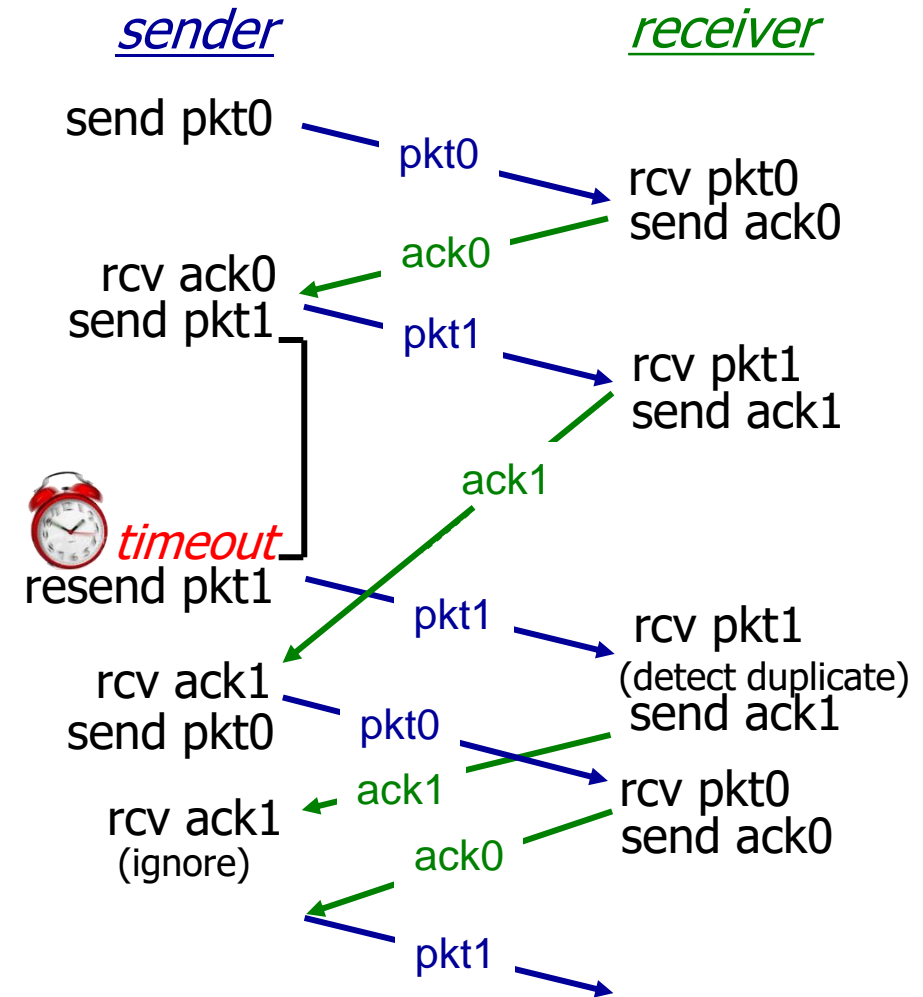 sender
receiver
send pkt0
pkt0
rcv pkt0
send ack0
ack0
rcv ack0
send pkt1
pkt1
rcv pkt1
send ack1
ack1
timeout
resend pkt1
pkt1
rcv pkt1
(detect duplicate)
send ack1
rcv ack1
send pkt0
pkt0
ack1
rcv pkt0
send ack0
rcv ack1
(ignore)
ack0
pkt1